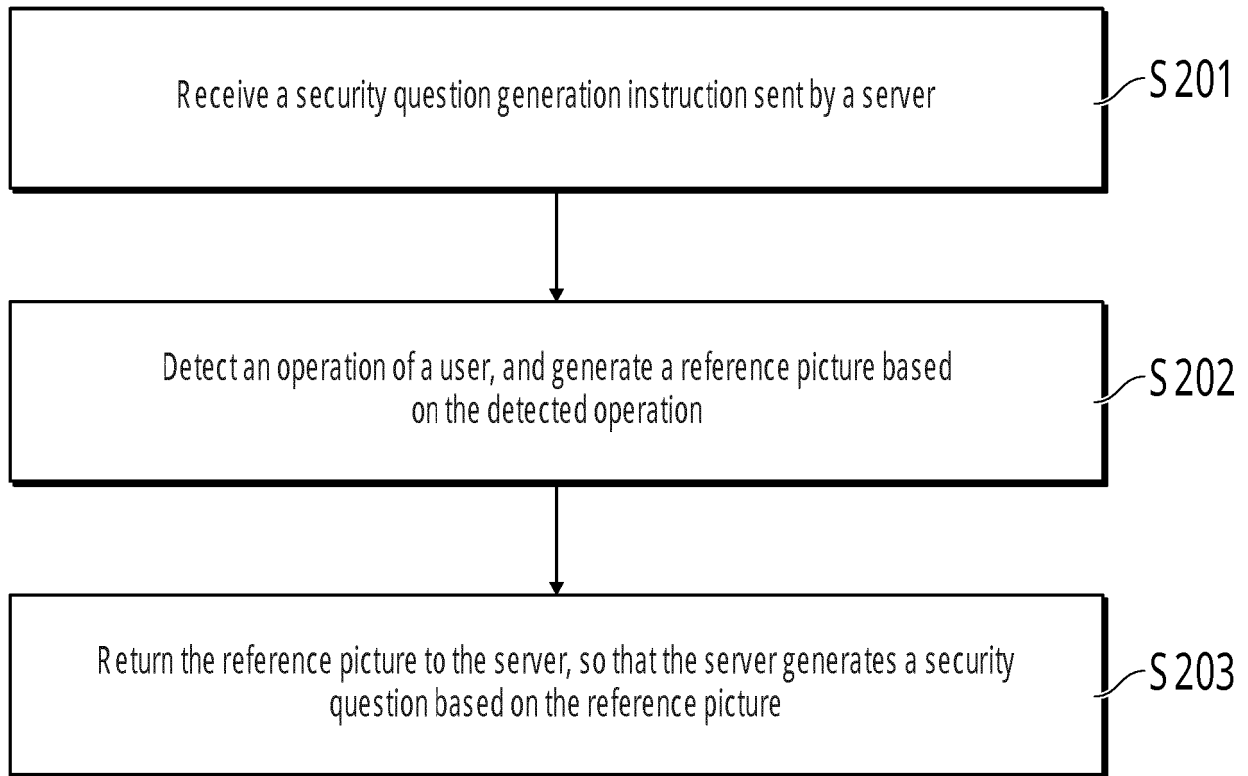 Receive a security question generation instruction sent by a server
S201
Detect an operation of a user, and generate a reference picture based
on the detected operation
S202
Return the reference picture to the server, so that the server generates a security
question based on the reference picture
S203